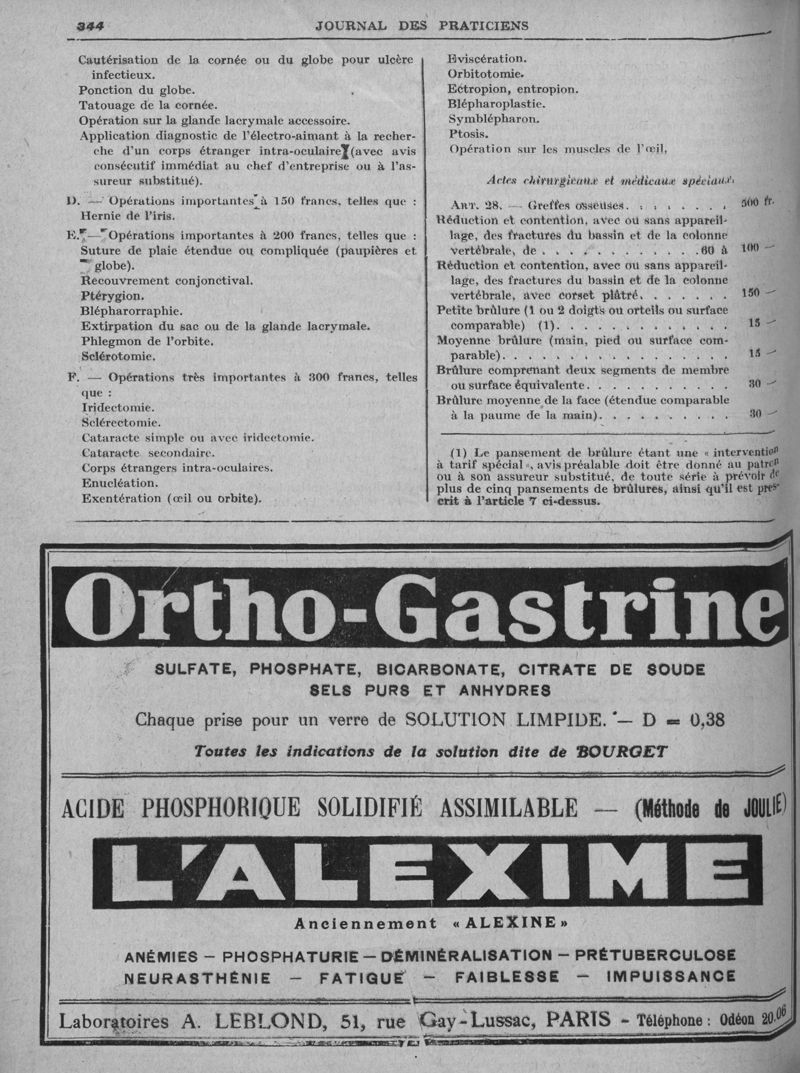 344
JOURNAL DES PRATICIENS
Cautérisation de la cornée ou du globe pour ulcère
infectieux.
Ponction du globe.
Tatouage de la cornée.
Opération sur la glande lacrymale accessoire.
Application diagnostic de l'électro-aimant à la recher-
che d'un corps étranger intra-oculaire (avec avis
consécutif immédiat au chef d'entreprise ou à l'as-
sureur substitué).
D. — Opérations importantes à 150 francs, telles que :
Hernie de l'iris.
E. — Opérations importantes à 200 francs, telles que :
Suture de plaie étendue ou compliquée (paupières et
globe).
Recouvrement conjonctival.
Ptérygion.
Blépharorraphie.
Extirpation du sac ou de la glande lacrymale.
Phlegmon de l'orbite.
Sclérotomie.
F. — Opérations très importantes à 300 francs, telles
que :
Iridectomie.
Sclérectomie.
Cataracte simple ou avec iridectomie.
Cataracte secondaire.
Corps étrangers intra-oculaires.
Enucléation.
Exentération (œil ou orbite).
Eviscération.
Orbitotomie.
Ectropion, entropion.
Blépharoplastie.
Symblépharon.
Ptosis.
Opération sur les muscles de l'œil.
Actes chirurgicaux et médicaux spéciaux.
ART. 28. — Greffes osseuses. . . . . . . . 500 fr.
Réduction et contention, avec ou sans appareil-
lage, des fractures du bassin et de la colonne
vertébrale, de . . . . . . . . . . . . 60 à 100 —
Réduction et contention, avec ou sans appareil-
lage, des fractures du bassin et de la colonne
vertébrale, avec corset plâtré. . . . . . . 150 —
Petite brûlure (1 ou 2 doigts ou orteils ou surface
comparable) (1). . . . . . . . . . . . . 15 —
Moyenne brûlure (main, pied ou surface com-
parable). . . . . . . . . . . . . . . . . 15 —
Brûlure comprenant deux segments de membre
ou surface équivalente. . . . . . . . . . . 30 —
Brûlure moyenne de la face (étendue comparable
à la paume de la main). . . . . . . . . . 30 —
(1) Le pansement de brûlure étant une « intervention
à tarif spécial », avis préalable doit être donné au patron
ou à son assureur substitué, de toute série à prévoir de
plus de cinq pansements de brûlures, ainsi qu'il est pres-
crit à l'article 7 ci-dessus.
Ortho-Gastrine
SULFATE, PHOSPHATE, BICARBONATE, CITRATE DE SOUDE
SELS PURS ET ANHYDRES
Chaque prise pour un verre de SOLUTION LIMPIDE. — D = 0,38
Toutes les indications de la solution dite de BOURGET
ACIDE PHOSPHORIQUE SOLIDIFIÉ ASSIMILABLE — (Méthode de JOULIE)
L'ALEXIME
Anciennement « ALEXINE »
ANÉMIES — PHOSPHATURIE — DÉMINÉRALISATION — PRÉTUBERCULOSE
NEURASTHÉNIE — FATIGUE — FAIBLESSE — IMPUISSANCE
Laboratoires A. LEBLOND, 51, rue Gay-Lussac, PARIS - Téléphone : Odéon 20.06